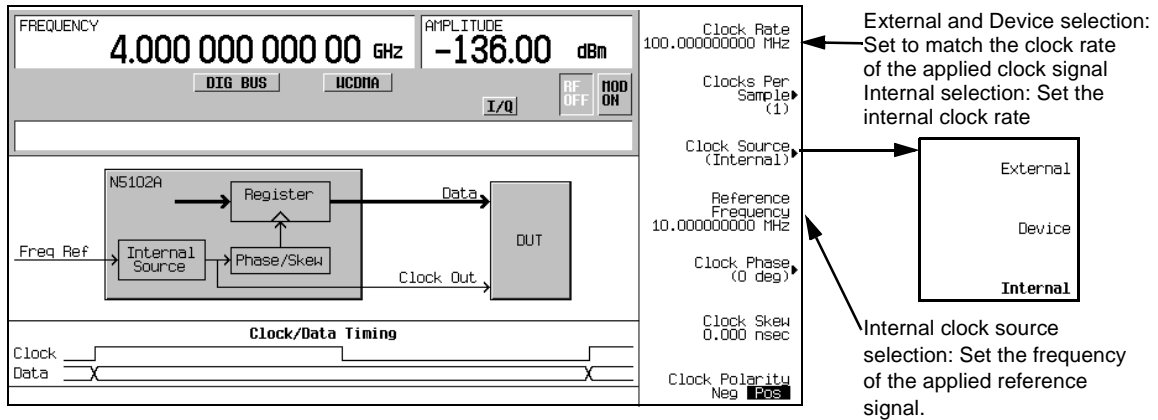 FREQUENCY
4.000 000 000 00 GHz
AMPLITUDE
-136.00 dBm
DIG BUS
WCDMA
I/Q
RF
OFF
MOD
ON
N5102A
Register
Data
DUT
Freq Ref
Internal
Source
Phase/Skew
Clock Out
Clock/Data Timing
Clock
Data
Clock Rate
100.000000000 MHz
Clocks Per
Sample
(1)
Clock Source
(Internal)
Reference
Frequency
10.000000000 MHz
Clock Phase
(0 deg)
Clock Skew
0.000 nsec
Clock Polarity
Neg Pos
External and Device selection:
Set to match the clock rate
of the applied clock signal
Internal selection: Set the
internal clock rate
External
Device
Internal
Internal clock source
selection: Set the frequency
of the applied reference
signal.